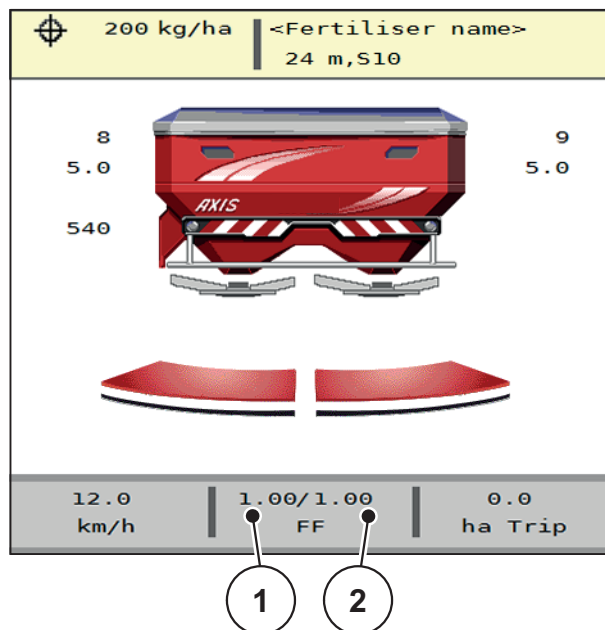 200 kg/ha <Fertiliser name>
24 m,S10
8 9
5.0 5.0
540
AXIS
12.0 1.00/1.00 0.0
km/h FF ha Trip
1 2